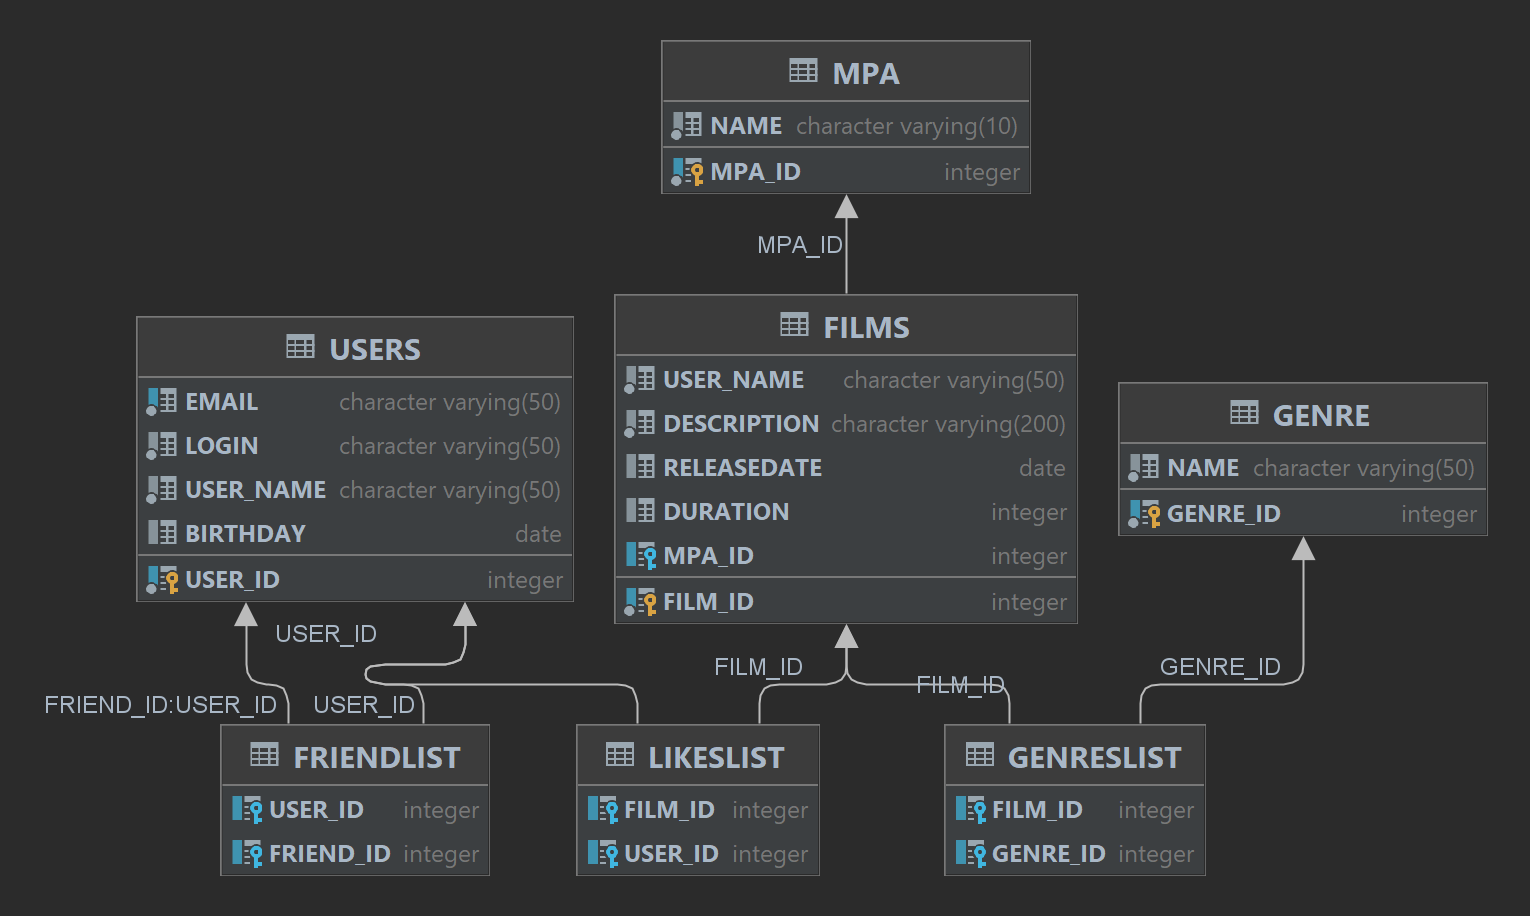 MPA
NAME character varying(10)
MPA_ID integer
MPA_ID
FILMS
USER_NAME character varying(50)
DESCRIPTION character varying(200)
RELEASEDATE date
DURATION integer
MPA_ID integer
FILM_ID integer
USERS
EMAIL character varying(50)
LOGIN character varying(50)
USER_NAME character varying(50)
BIRTHDAY date
USER_ID integer
GENRE
NAME character varying(50)
GENRE_ID integer
USER_ID
FRIEND_ID:USER_ID
USER_ID
FILM_ID
FILM_ID
GENRE_ID
FRIENDLIST
USER_ID integer
FRIEND_ID integer
LIKESLIST
FILM_ID integer
USER_ID integer
GENRESLIST
FILM_ID integer
GENRE_ID integer